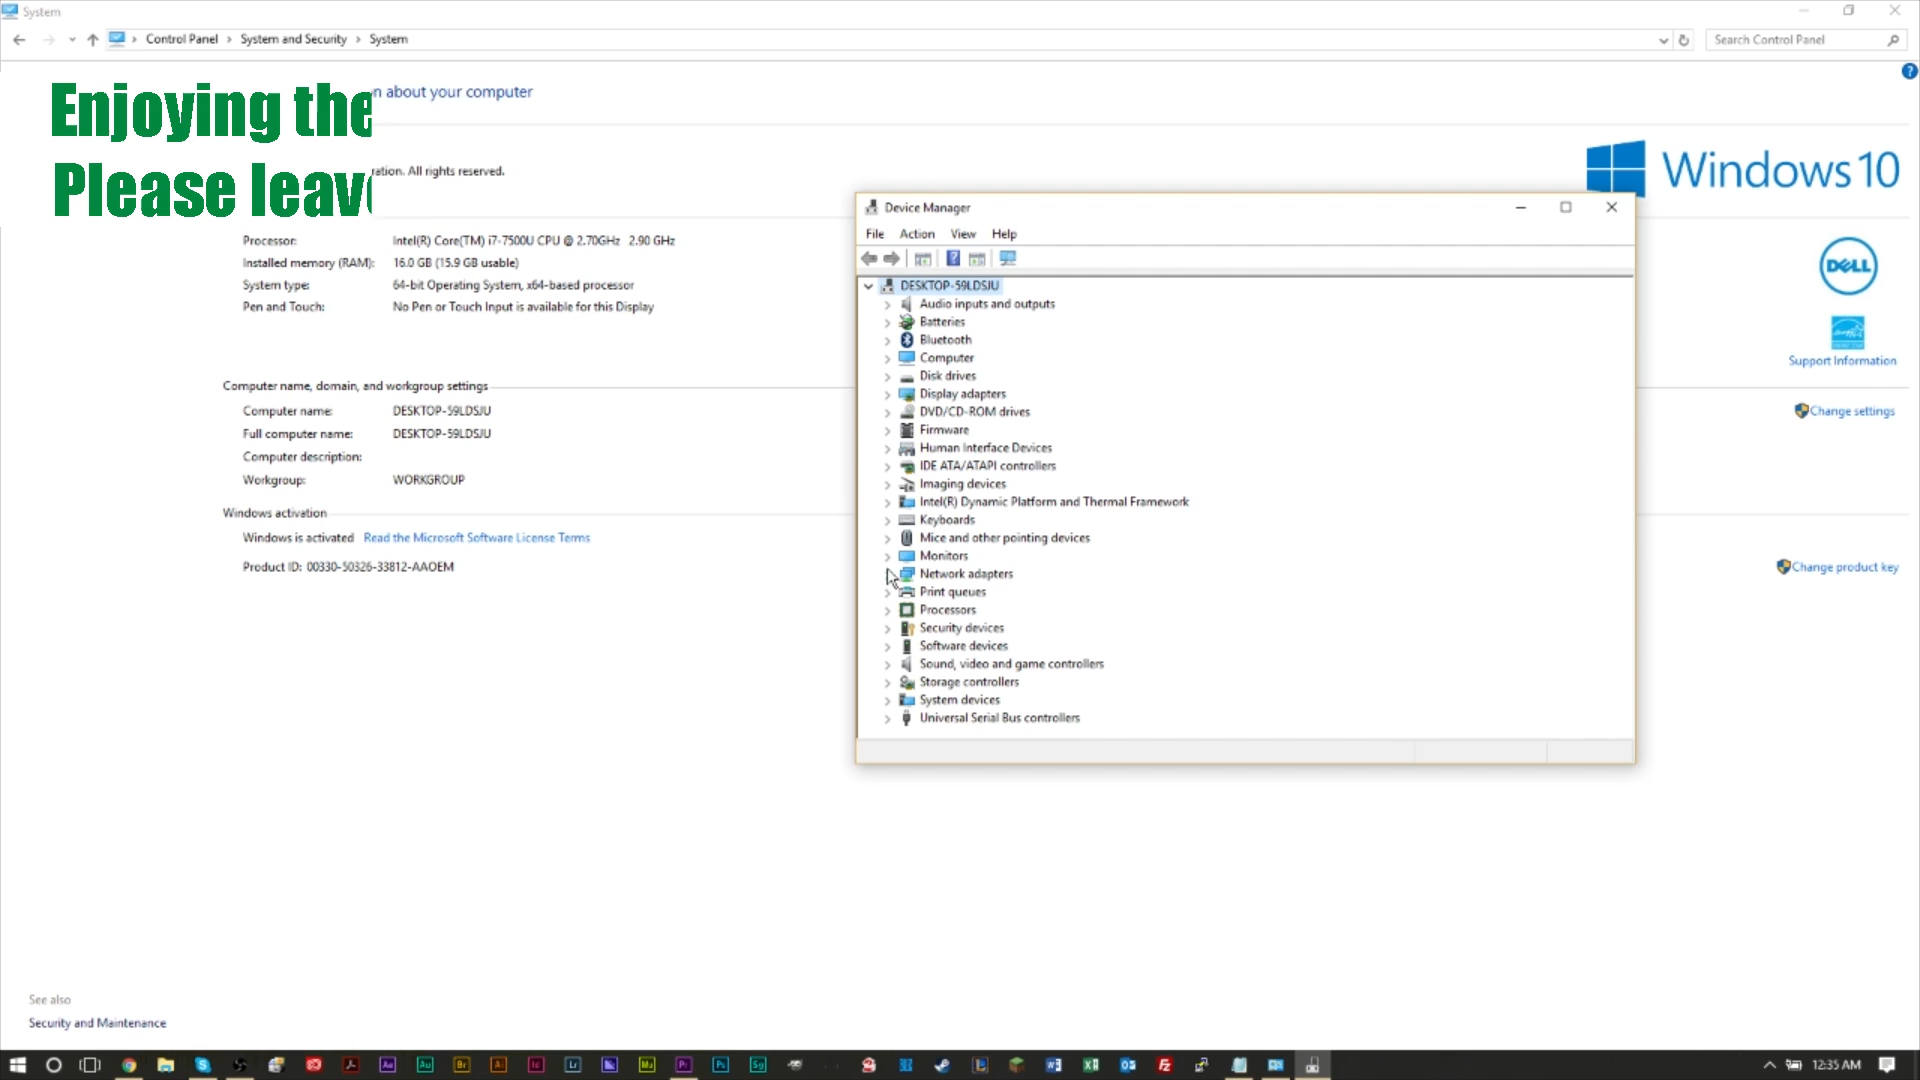 System
Control Panel > System and Security > System
Search Control Panel
Enjoying the
Please leav
n about your computer
ration. All rights reserved.
Windows 10
Processor: Intel(R) Core(TM) i7-7500U CPU @ 2.70GHz 2.90 GHz
Installed memory (RAM): 16.0 GB (15.9 GB usable)
System type: 64-bit Operating System, x64-based processor
Pen and Touch: No Pen or Touch Input is available for this Display
DELL
Support Information
Computer name, domain, and workgroup settings
Computer name: DESKTOP-59LDSJU
Change settings
Full computer name: DESKTOP-59LDSJU
Computer description:
Workgroup: WORKGROUP
Windows activation
Windows is activated Read the Microsoft Software License Terms
Product ID: 00330-50326-33812-AAOEM
Change product key
Device Manager
File Action View Help
DESKTOP-59LDSJU
Audio inputs and outputs
Batteries
Bluetooth
Computer
Disk drives
Display adapters
DVD/CD-ROM drives
Firmware
Human Interface Devices
IDE ATA/ATAPI controllers
Imaging devices
Intel(R) Dynamic Platform and Thermal Framework
Keyboards
Mice and other pointing devices
Monitors
Network adapters
Print queues
Processors
Security devices
Software devices
Sound, video and game controllers
Storage controllers
System devices
Universal Serial Bus controllers
See also
Security and Maintenance
12:35 AM